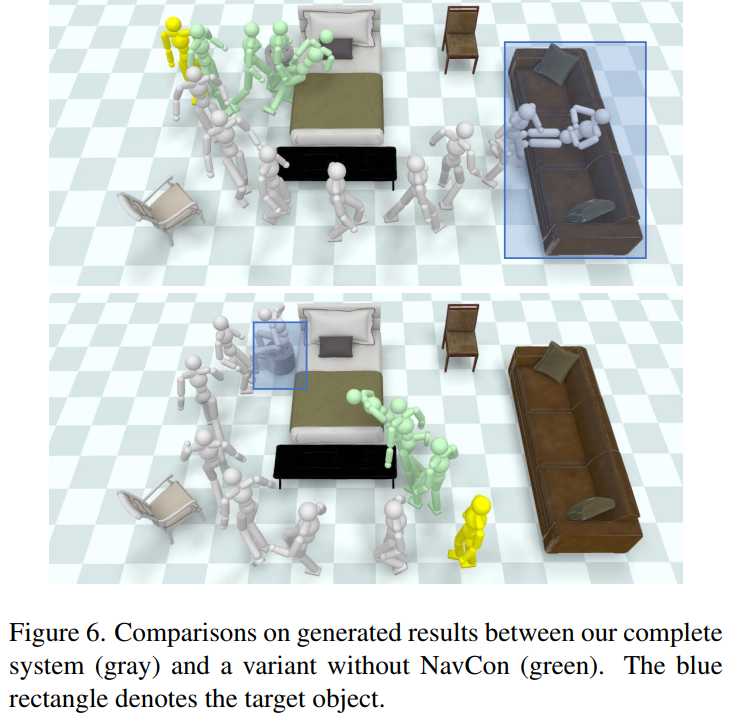 Figure 6. Comparisons on generated results between our complete
system (gray) and a variant without NavCon (green). The blue
rectangle denotes the target object.